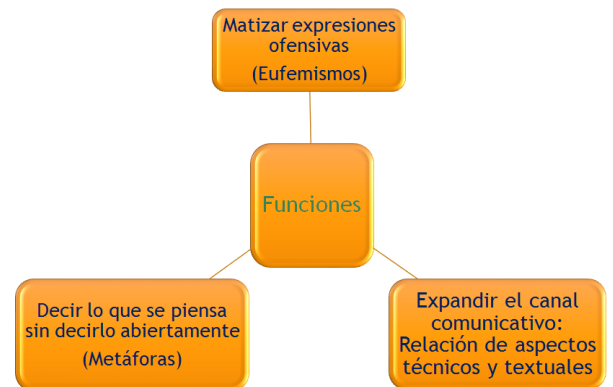 Matizar expresiones
ofensivas
(Eufemismos)
Funciones
Decir lo que se piensa
sin decirlo abiertamente
(Metáforas)
Expandir el canal
comunicativo:
Relación de aspectos
técnicos y textuales